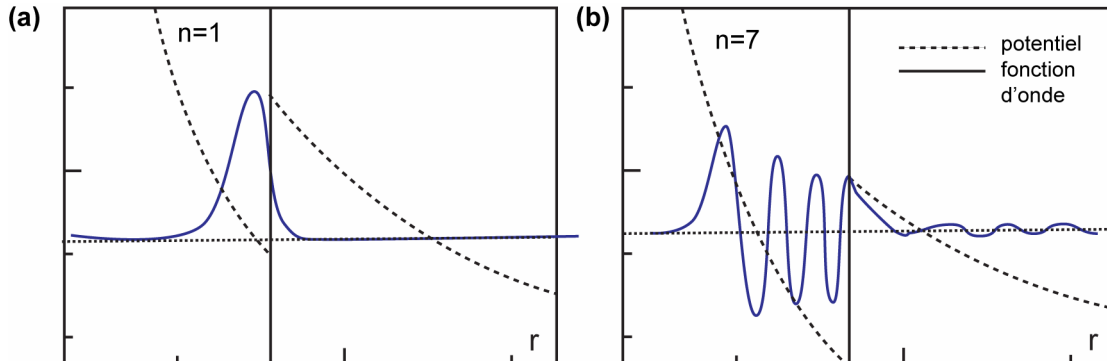 (a)
n=1
r
(b)
n=7
potentiel
fonction
d'onde
r